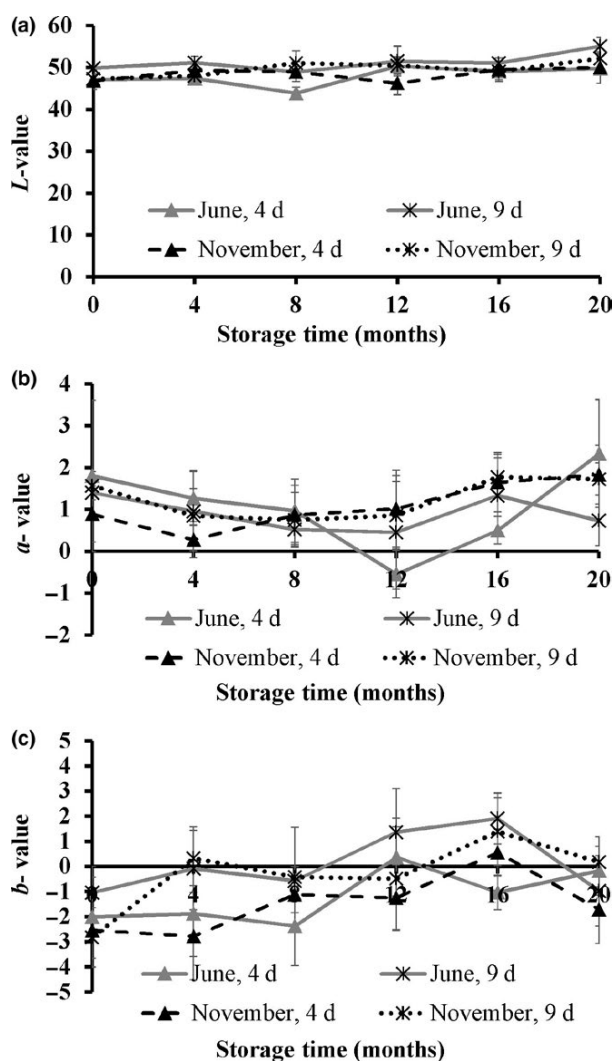 (a)
60
50
40
30
20
10
0
L-value
June, 4 d
June, 9 d
November, 4 d
November, 9 d
0 4 8 12 16 20
Storage time (months)
(b)
4
3
2
1
0
−1
−2
a- value
0 4 8 12 16 20
June, 4 d
June, 9 d
November, 4 d
November, 9 d
Storage time (months)
(c)
5
4
3
2
1
0
−1
−2
−3
−4
−5
b- value
0 4 8 12 16 20
June, 4 d
June, 9 d
November, 4 d
November, 9 d
Storage time (months)